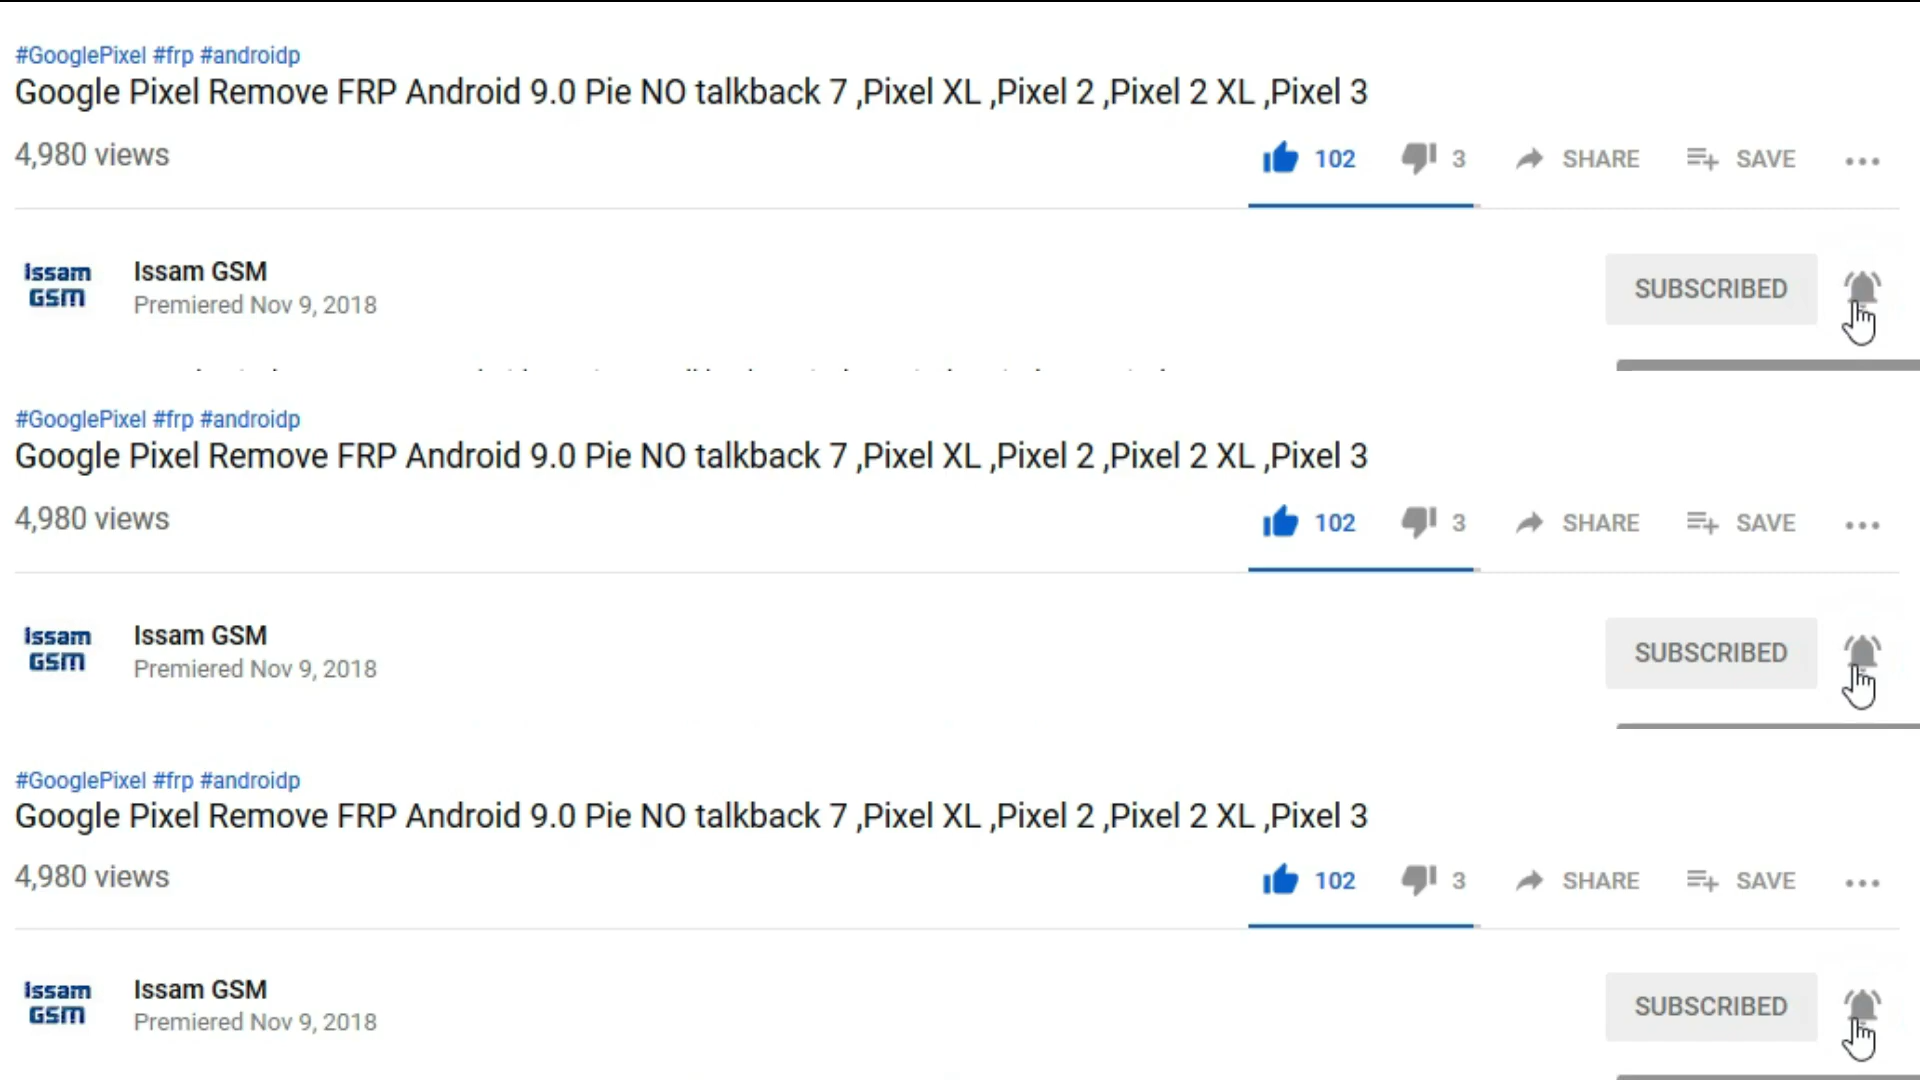 #GooglePixel #frp #androidp
Google Pixel Remove FRP Android 9.0 Pie NO talkback 7 ,Pixel XL ,Pixel 2 ,Pixel 2 XL ,Pixel 3
4,980 views
102 3 SHARE SAVE
Issam GSM
Issam GSM
Premiered Nov 9, 2018
SUBSCRIBED
#GooglePixel #frp #androidp
Google Pixel Remove FRP Android 9.0 Pie NO talkback 7 ,Pixel XL ,Pixel 2 ,Pixel 2 XL ,Pixel 3
4,980 views
102 3 SHARE SAVE
Issam GSM
Issam GSM
Premiered Nov 9, 2018
SUBSCRIBED
#GooglePixel #frp #androidp
Google Pixel Remove FRP Android 9.0 Pie NO talkback 7 ,Pixel XL ,Pixel 2 ,Pixel 2 XL ,Pixel 3
4,980 views
102 3 SHARE SAVE
Issam GSM
Issam GSM
Premiered Nov 9, 2018
SUBSCRIBED